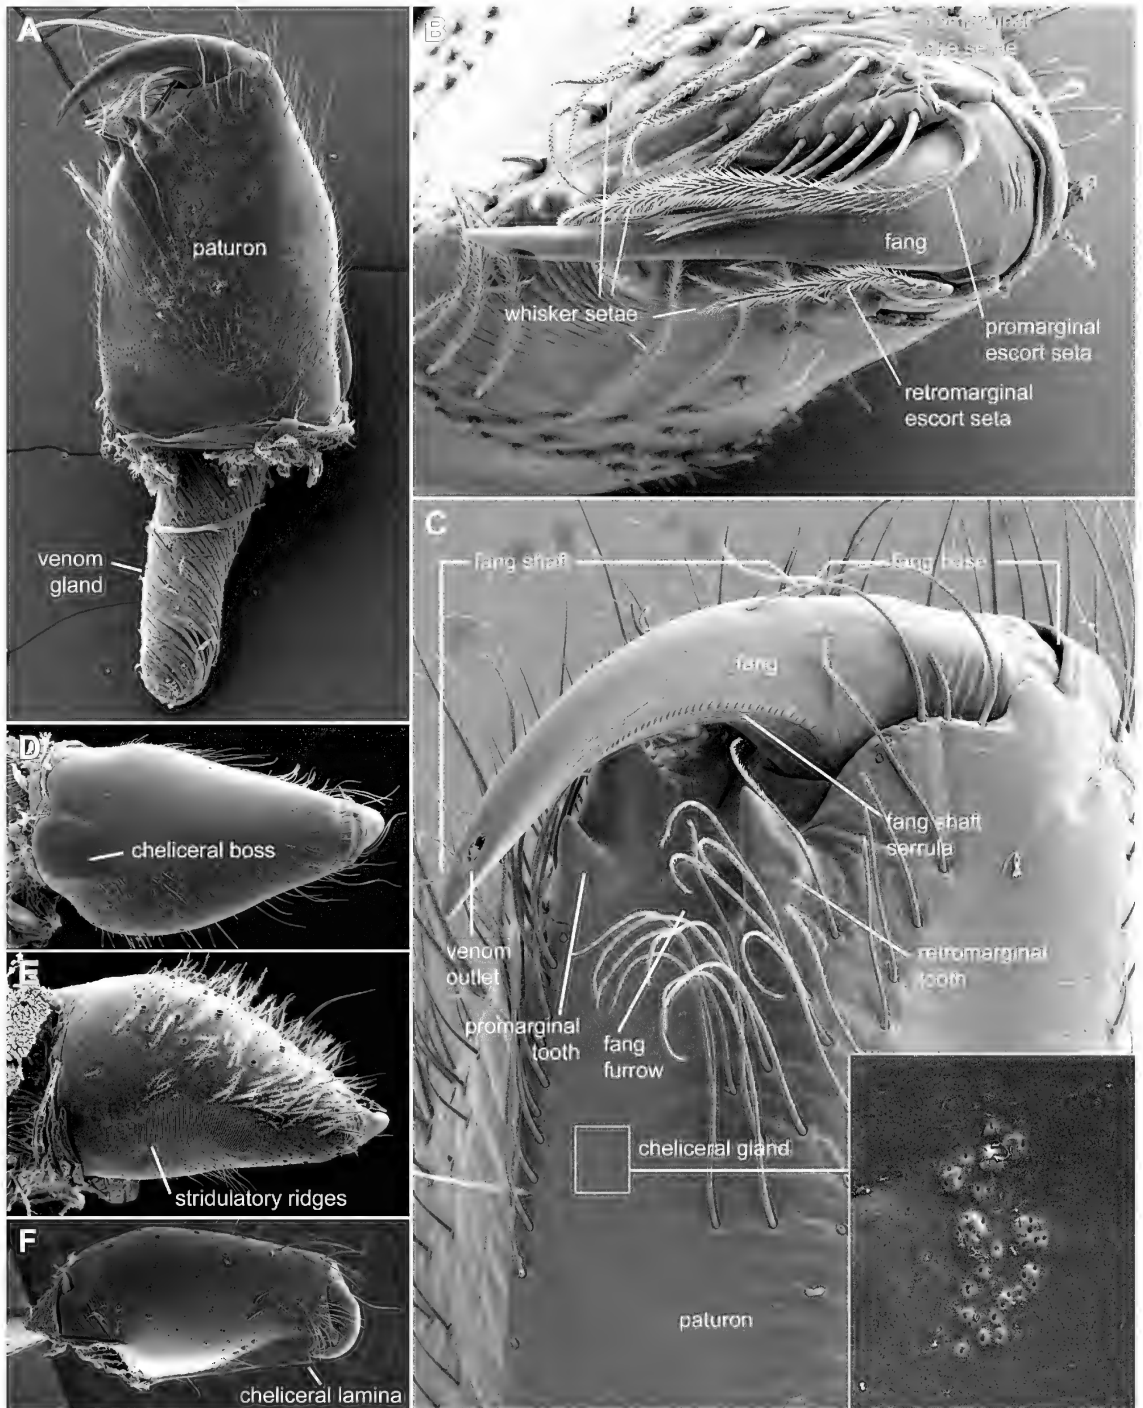 A
paturon
venom
gland
B
fang
whisker setae
promarginal
escort seta
retromarginal
escort seta
C
fang shaft
fang base
fang
fang shaft
serrula
venom
outlet
retromarginal
tooth
promarginal
tooth
fang
furrow
cheliceral gland
paturon
D
cheliceral boss
E
stridulatory ridges
F
cheliceral lamina